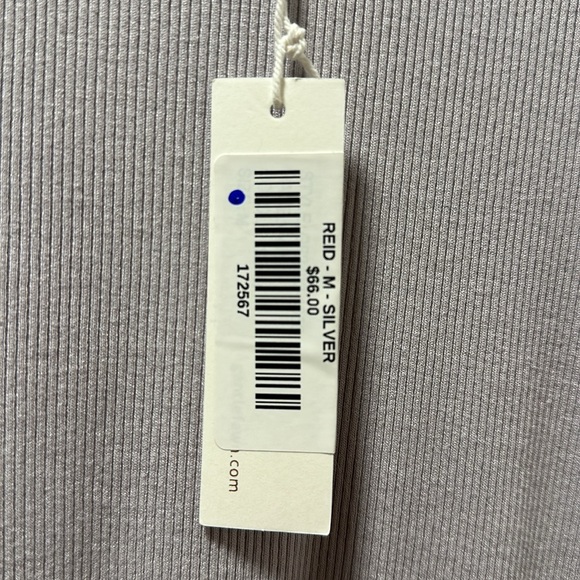 REID - M - SILVER
$66.00
172567
.com